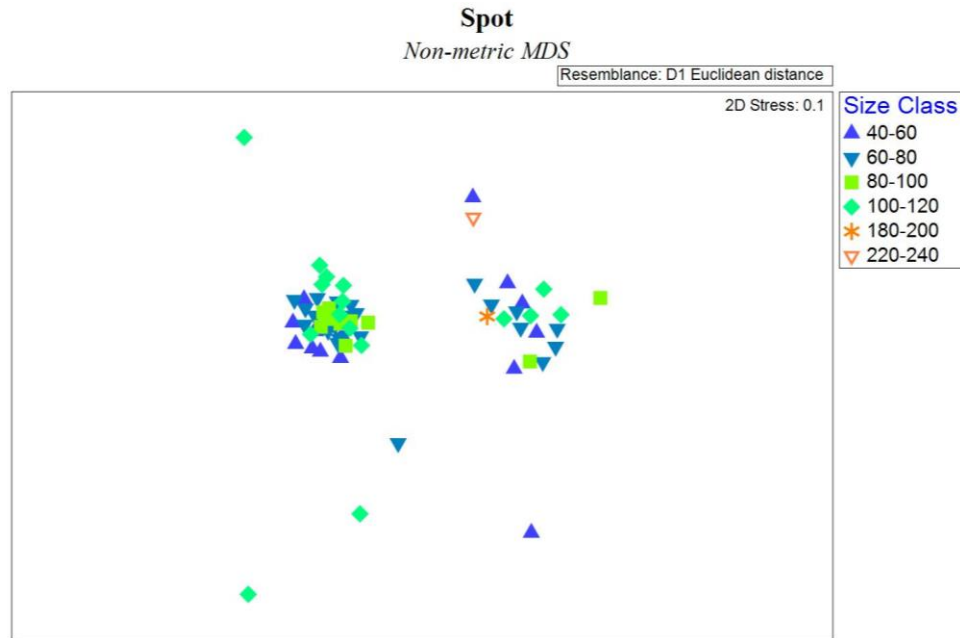 Spot
Non-metric MDS
Resemblance: D1 Euclidean distance
2D Stress: 0.1
Size Class
40-60
60-80
80-100
100-120
180-200
220-240